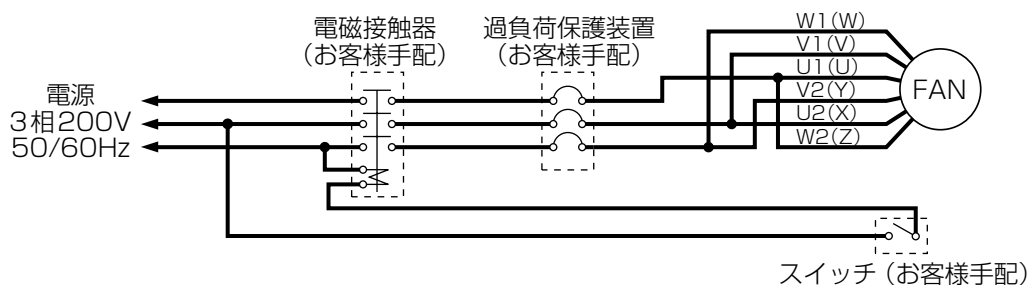 電磁接触器
(お客様手配)
過負荷保護装置
(お客様手配)
W1(W)
V1(V)
U1(U)
V2(Y)
U2(X)
W2(Z)
FAN
電源
3相200V
50/60Hz
スイッチ(お客様手配)